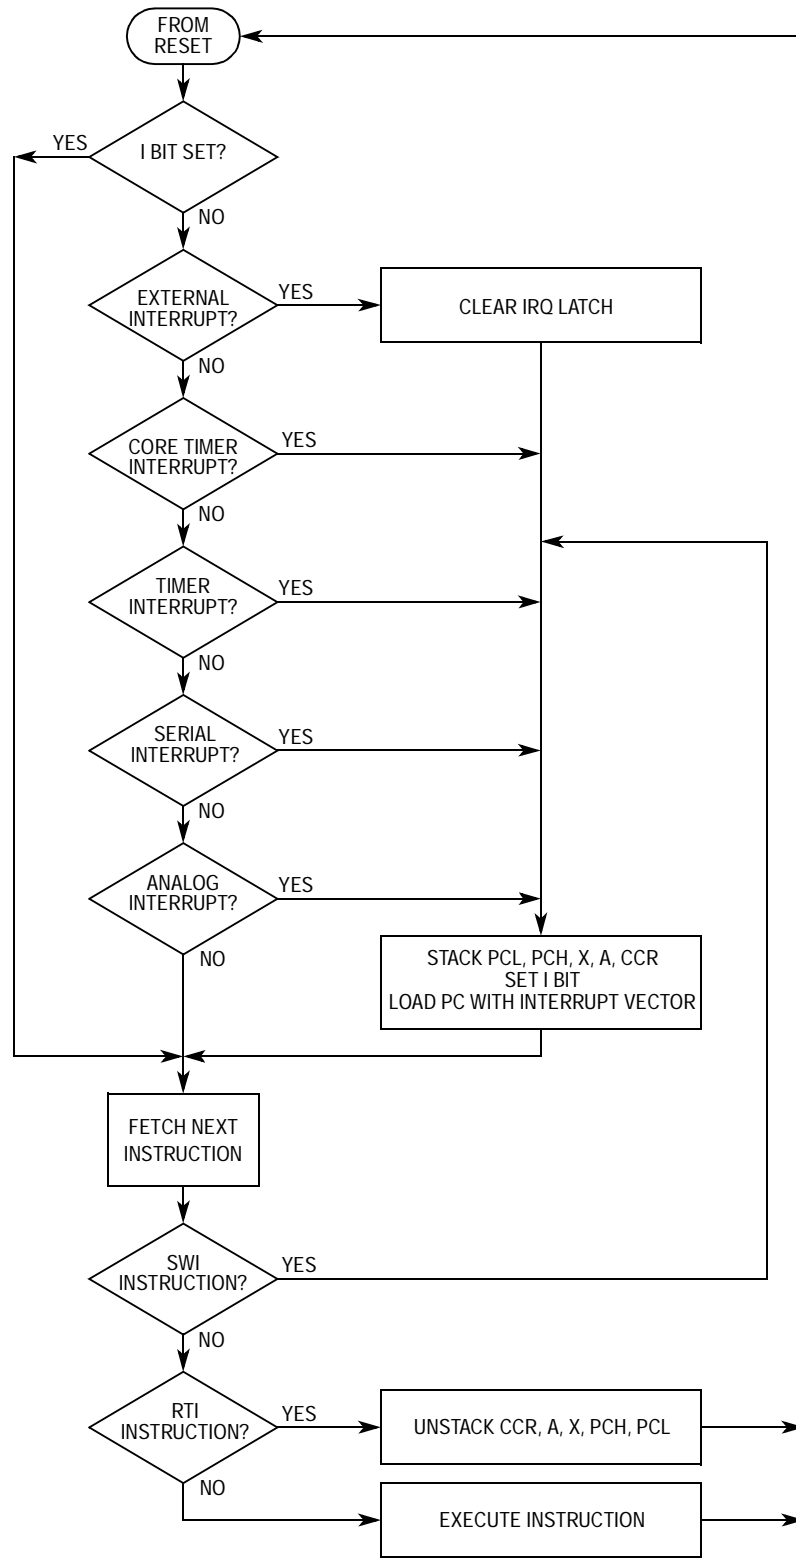 FROM
RESET
YES
I BIT SET?
NO
EXTERNAL
INTERRUPT?
YES
CLEAR IRQ LATCH
NO
CORE TIMER
INTERRUPT?
YES
NO
TIMER
INTERRUPT?
YES
NO
SERIAL
INTERRUPT?
YES
NO
ANALOG
INTERRUPT?
YES
NO
STACK PCL, PCH, X, A, CCR
SET I BIT
LOAD PC WITH INTERRUPT VECTOR
FETCH NEXT
INSTRUCTION
SWI
INSTRUCTION?
YES
NO
RTI
INSTRUCTION?
YES
UNSTACK CCR, A, X, PCH, PCL
NO
EXECUTE INSTRUCTION